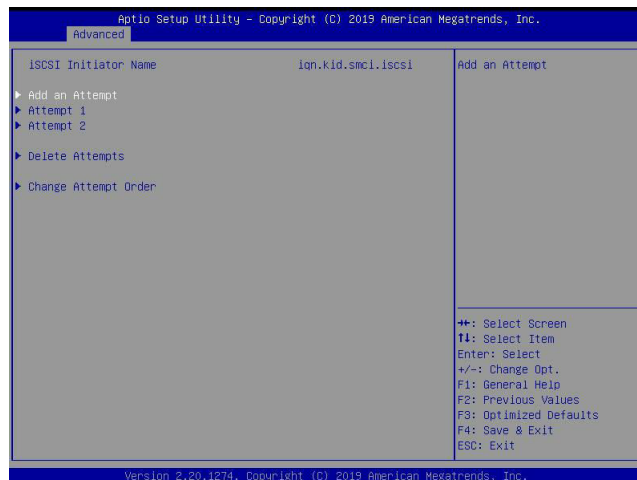 Aptio Setup Utility – Copyright (C) 2019 American Megatrends, Inc.
Advanced
iSCSI Initiator Name iqn.kid.smci.iscsi
Add an Attempt
Add an Attempt
Attempt 1
Attempt 2
Delete Attempts
Change Attempt Order
→←: Select Screen
↑↓: Select Item
Enter: Select
+/-: Change Opt.
F1: General Help
F2: Previous Values
F3: Optimized Defaults
F4: Save & Exit
ESC: Exit
Version 2.20.1274. Copyright (C) 2019 American Megatrends, Inc.